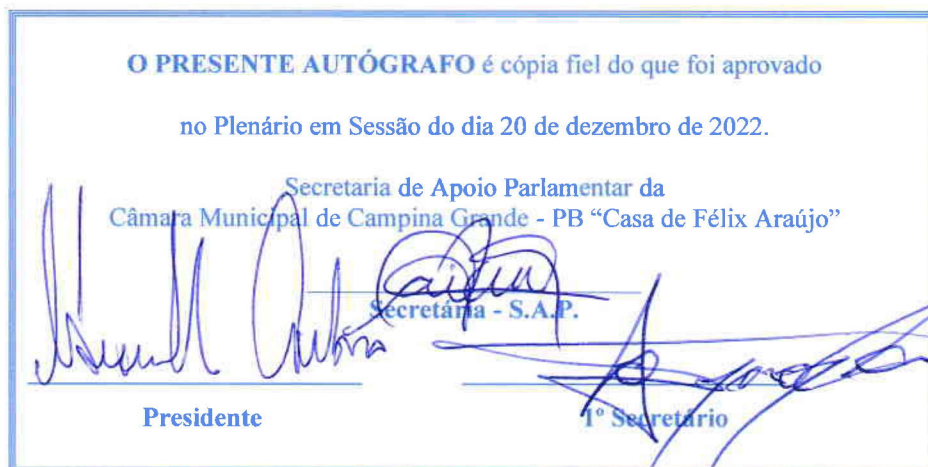 O PRESENTE AUTÓGRAFO é cópia fiel do que foi aprovado
no Plenário em Sessão do dia 20 de dezembro de 2022.
Secretaria de Apoio Parlamentar da
Câmara Municipal de Campina Grande - PB “Casa de Félix Araújo”
Secretária - S.A.P.
Presidente
1º Secretário